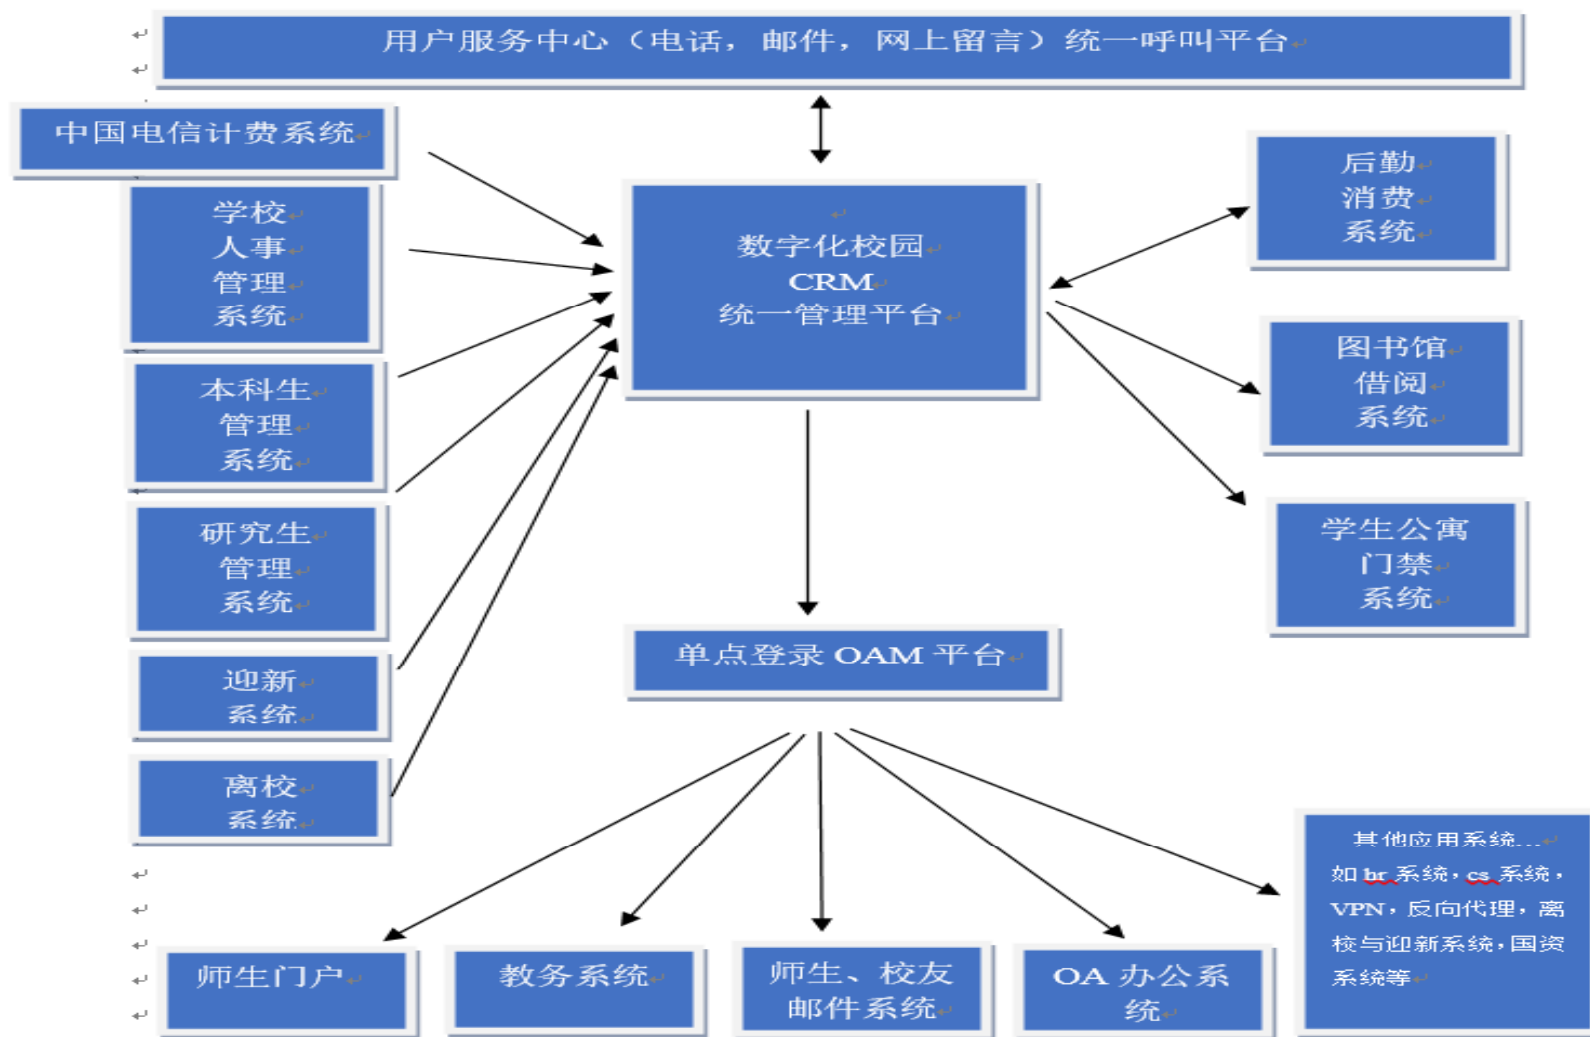 用户服务中心（电话，邮件，网上留言）统一呼叫平台
中国电信计费系统
学校
人事
管理
系统
本科生
管理
系统
研究生
管理
系统
迎新
系统
离校
系统
数字化校园
CRM
统一管理平台
后勤
消费
系统
图书馆
借阅
系统
学生公寓
门禁
系统
单点登录 OAM 平台
师生门户
教务系统
师生、校友
邮件系统
OA 办公系
统
其他应用系统...
如 hr 系统，cs 系统，
VPN，反向代理，离
校与迎新系统，国资
系统等